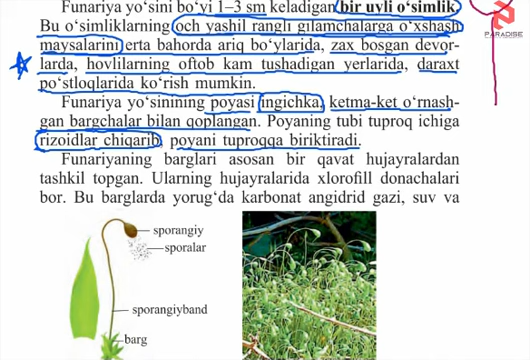 Funariya yo‘sini bo‘yi 1–3 sm keladigan bir uyli o‘simlik.
Bu o‘simliklarning och yashil rangli gilamchalarga o‘xshash
maysalarini erta bahorda ariq bo‘ylarida, zax bosgan devor-
larda, hovlilarning oftob kam tushadigan yerlarida, daraxt
po‘stloqlarida ko‘rish mumkin.
Funariya yo‘sinining poyasi ingichka, ketma-ket o‘rnash-
gan bargchalar bilan qoplangan. Poyaning tubi tuproq ichiga
rizoidlar chiqarib, poyani tuproqqa biriktiradi.
Funariyaning barglari asosan bir qavat hujayralardan
tashkil topgan. Ularning hujayralarida xlorofill donachalari
bor. Bu barglarda yorug‘da karbonat angidrid gazi, suv va
sporangiy
sporalar
sporangiyband
barg
PARADISE